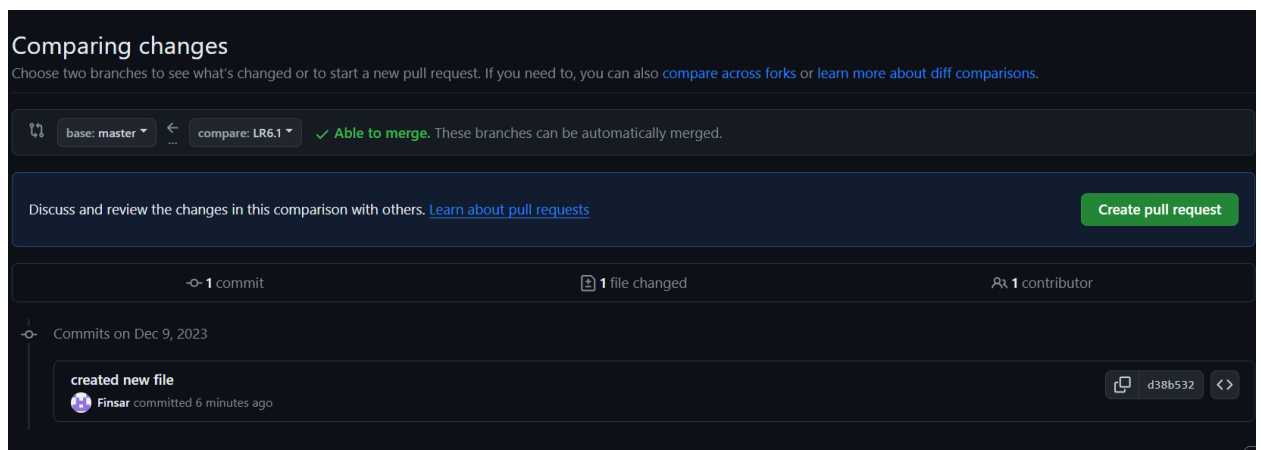 Comparing changes
Choose two branches to see what's changed or to start a new pull request. If you need to, you can also compare across forks or learn more about diff comparisons.
base: master ... compare: LR6.1 Able to merge. These branches can be automatically merged.
Discuss and review the changes in this comparison with others. Learn about pull requests Create pull request
1 commit 1 file changed 1 contributor
Commits on Dec 9, 2023
created new file
d38b532
Finsar committed 6 minutes ago